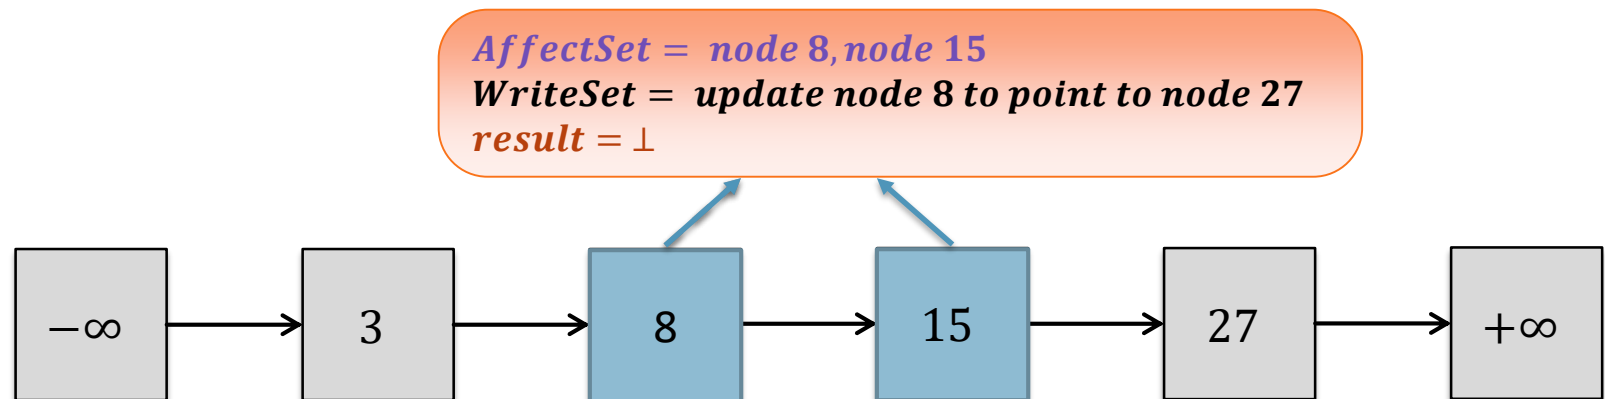 AffectSet = node 8, node 15
WriteSet = update node 8 to point to node 27
result = ⊥
−∞ 3 8 15 27 +∞